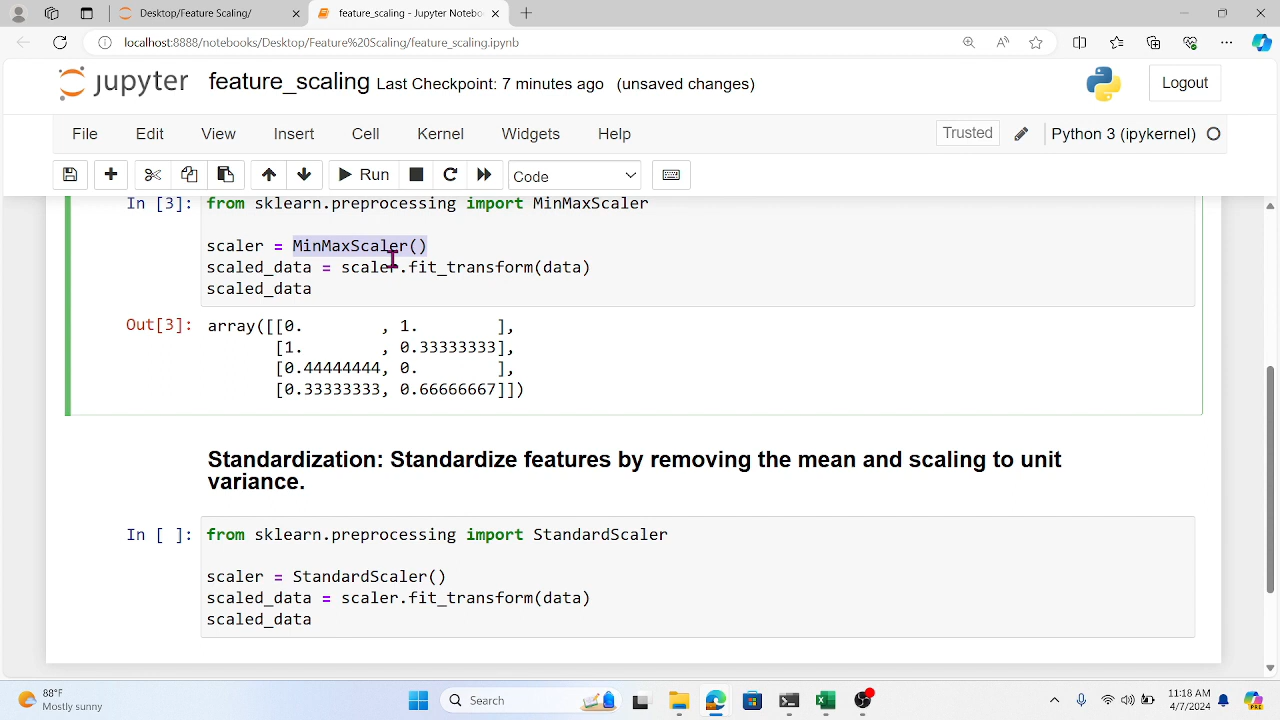 Desktop/Feature Scaling/
feature_scaling - Jupyter Notebo
localhost:8888/notebooks/Desktop/Feature%20Scaling/feature_scaling.ipynb
jupyter feature_scaling Last Checkpoint: 7 minutes ago (unsaved changes)
Logout
File Edit View Insert Cell Kernel Widgets Help
Trusted
Python 3 (ipykernel)
Run
Code
In [3]: from sklearn.preprocessing import MinMaxScaler
scaler = MinMaxScaler()
scaled_data = scaler.fit_transform(data)
scaled_data
Out[3]: array([[0.        , 1.        ],
[1.        , 0.33333333],
[0.44444444, 0.        ],
[0.33333333, 0.66666667]])
Standardization: Standardize features by removing the mean and scaling to unit
variance.
In [ ]: from sklearn.preprocessing import StandardScaler
scaler = StandardScaler()
scaled_data = scaler.fit_transform(data)
scaled_data
88°F
Mostly sunny
Search
11:38 AM
4/7/2024